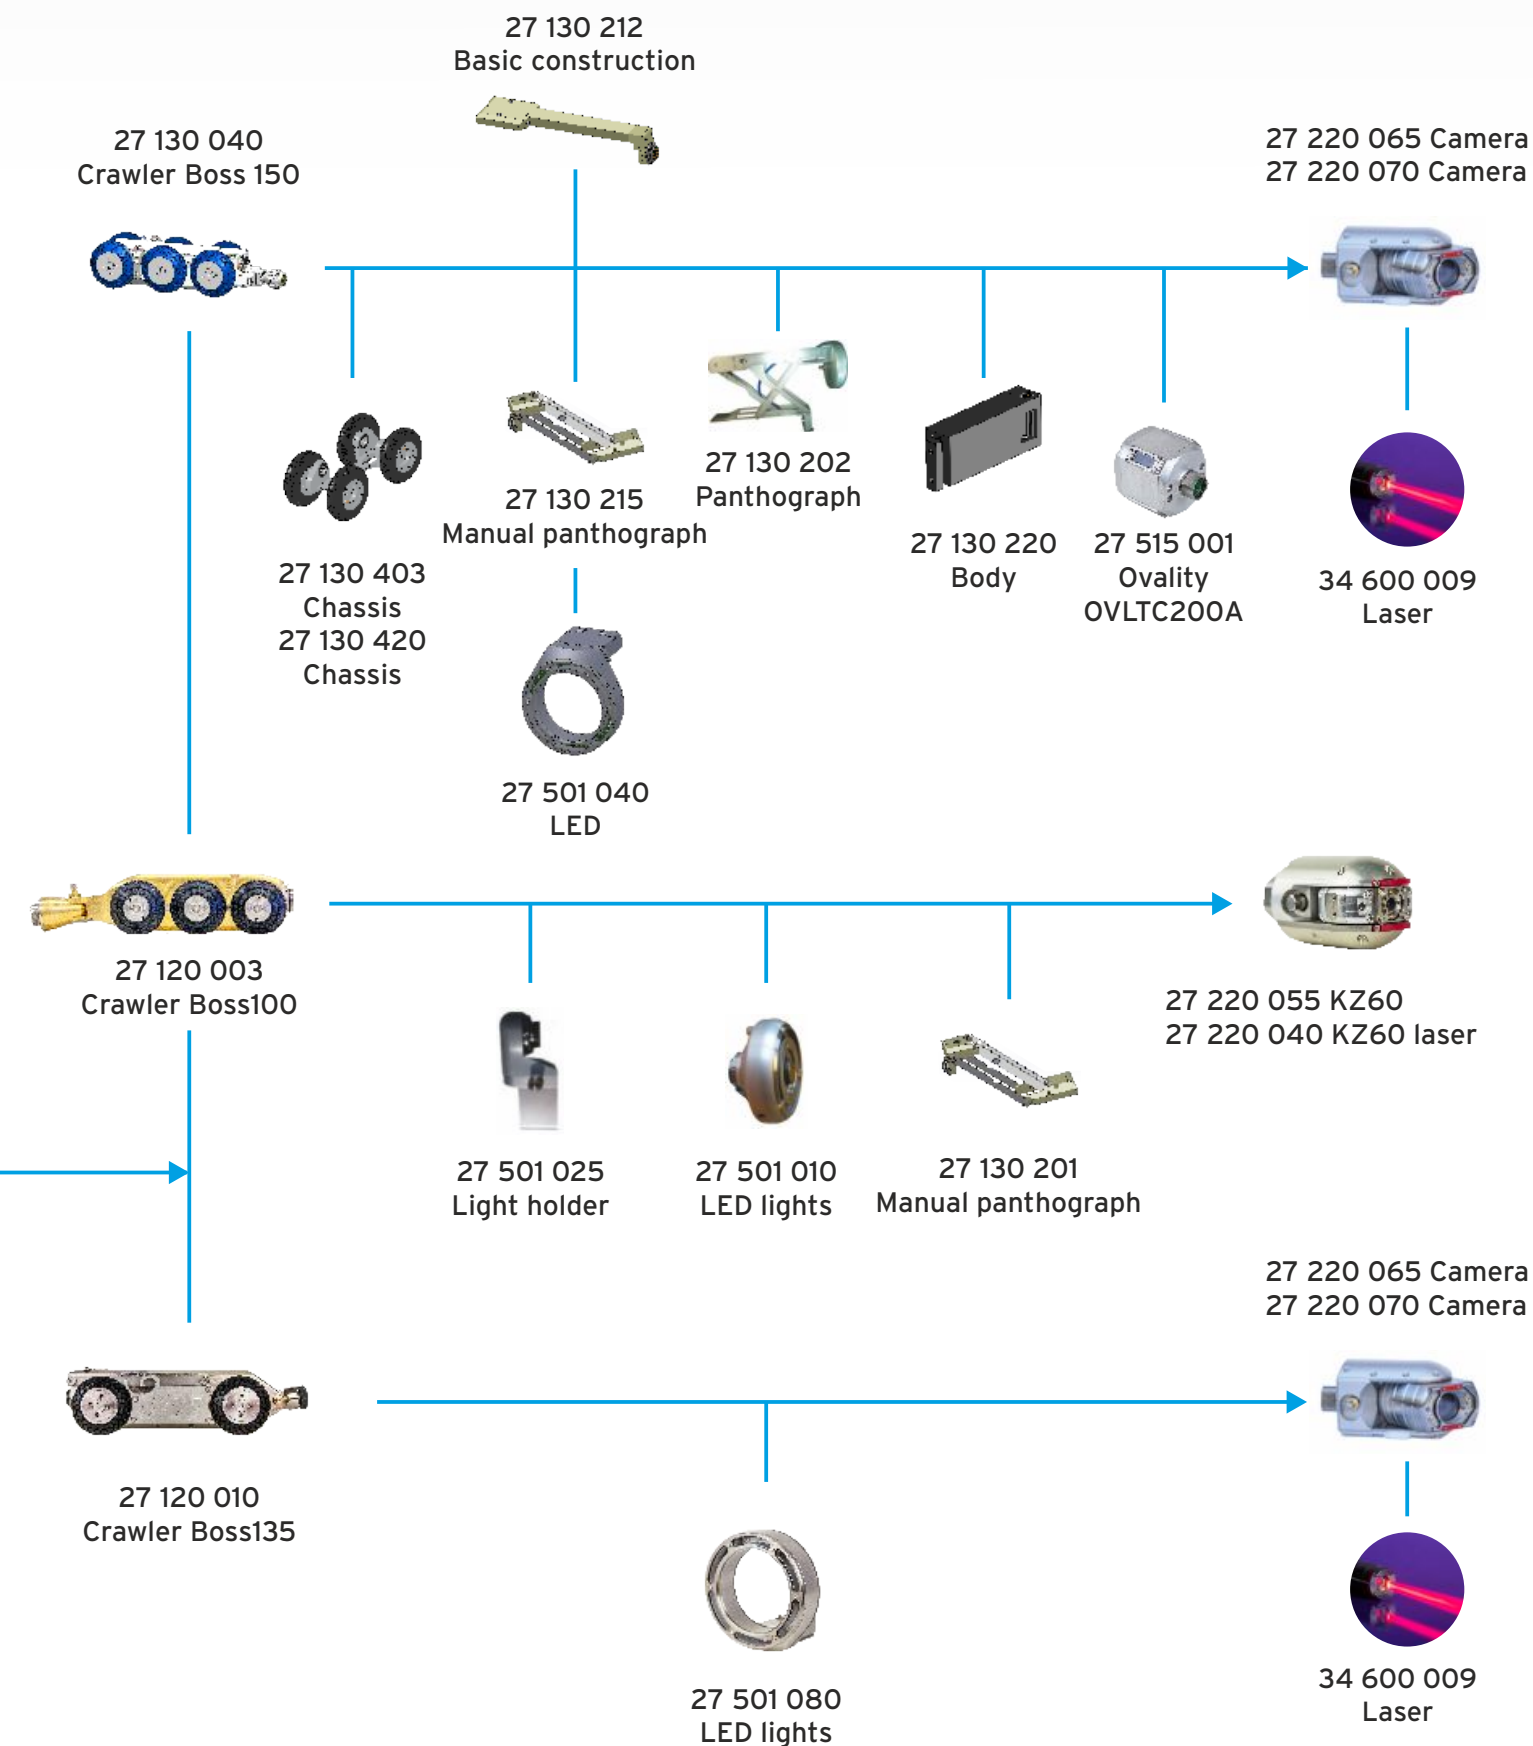 27 130 212
Basic construction
27 130 040
Crawler Boss 150
27 220 065 Camera
27 220 070 Camera
27 130 403
Chassis
27 130 420
Chassis
27 130 215
Manual panthograph
27 130 202
Panthograph
27 130 220
Body
27 515 001
Ovality
OVLTC200A
34 600 009
Laser
27 501 040
LED
27 120 003
Crawler Boss100
27 220 055 KZ60
27 220 040 KZ60 laser
27 501 025
Light holder
27 501 010
LED lights
27 130 201
Manual panthograph
27 220 065 Camera
27 220 070 Camera
27 120 010
Crawler Boss135
27 501 080
LED lights
34 600 009
Laser